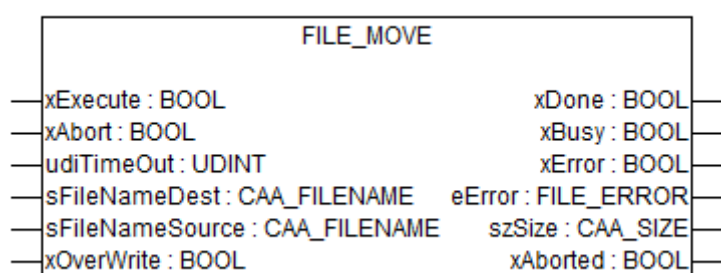 FILE_MOVE
xExecute : BOOL xDone : BOOL
xAbort : BOOL xBusy : BOOL
udiTimeOut : UDINT xError : BOOL
sFileNameDest : CAA_FILENAME eError : FILE_ERROR
sFileNameSource : CAA_FILENAME szSize : CAA_SIZE
xOverWrite : BOOL xAborted : BOOL